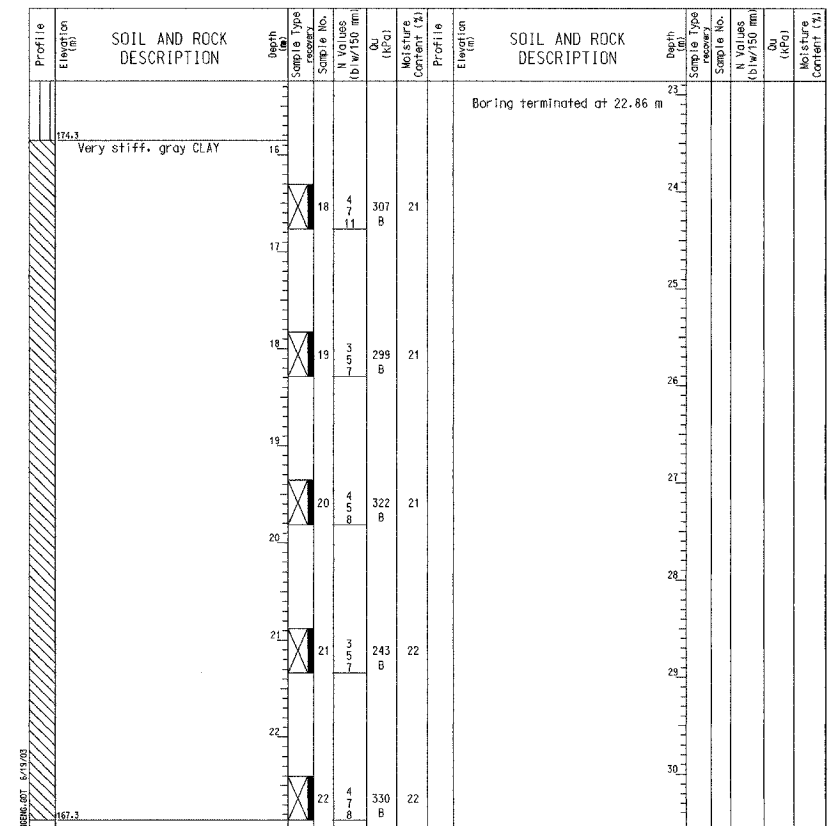 Profile
Elevation (m)
SOIL AND ROCK DESCRIPTION
Depth (m)
Sample Type recovery
Sample No.
N Values (blw/150 mm)
Qu (kPa)
Moisture Content (%)
Profile
Elevation (m)
SOIL AND ROCK DESCRIPTION
Depth (m)
Sample Type recovery
Sample No.
N Values (blw/150 mm)
Qu (kPa)
Moisture Content (%)
174.3
Very stiff, gray CLAY
16
18 4 7 11 307 B 21
17
18
19 3 5 7 299 B 21
19
20 4 5 8 322 B 21
20
21
21 3 5 7 243 B 22
22
22 4 7 8 330 B 22
167.3
23
Boring terminated at 22.86 m
24
25
26
27
28
29
30
6/19/03